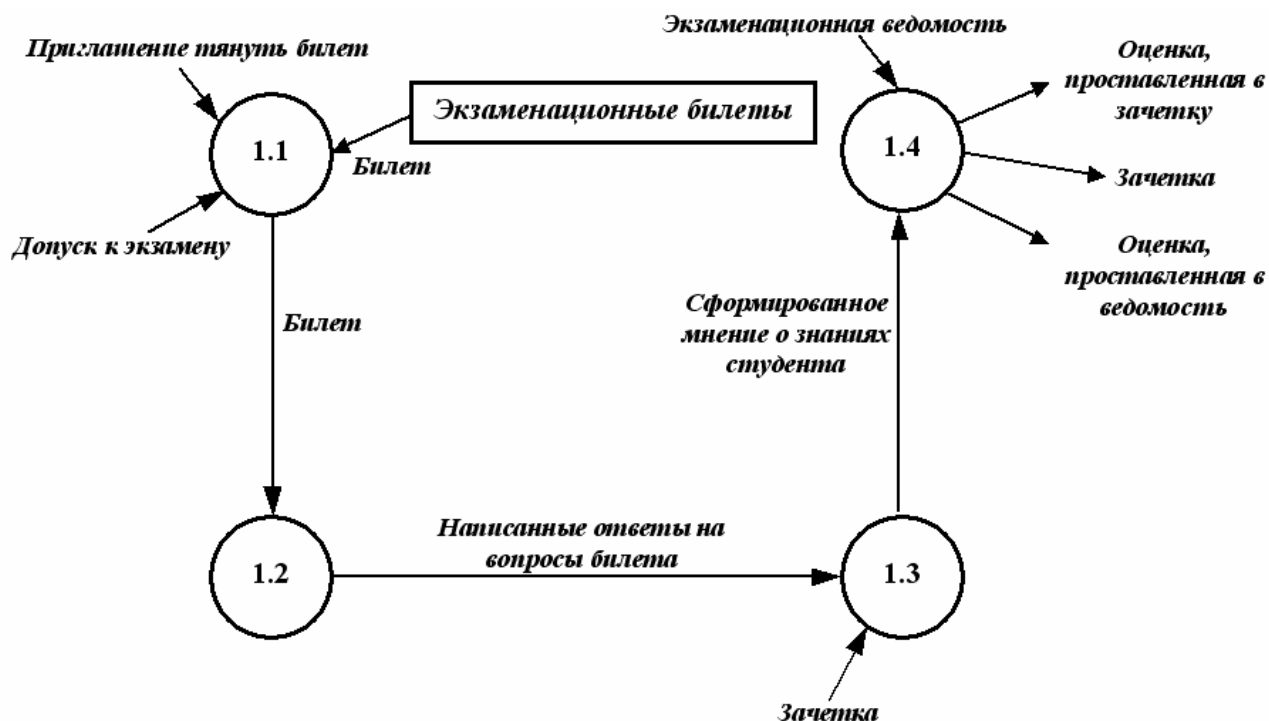 Приглашение тянуть билет
Экзаменационная ведомость
Экзаменационные билеты
Оценка,
проставленная в
зачетку
1.1
Билет
1.4
Зачетка
Допуск к экзамену
Оценка,
проставленная в
ведомость
Билет
Сформированное
мнение о знаниях
студента
1.2
Написанные ответы на
вопросы билета
1.3
Зачетка